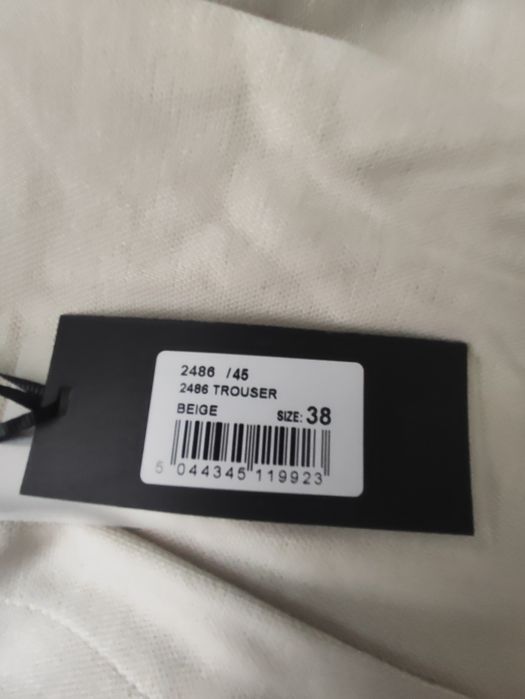 2486 /45
2486 TROUSER
BEIGE SIZE: 38
5 044345 119923